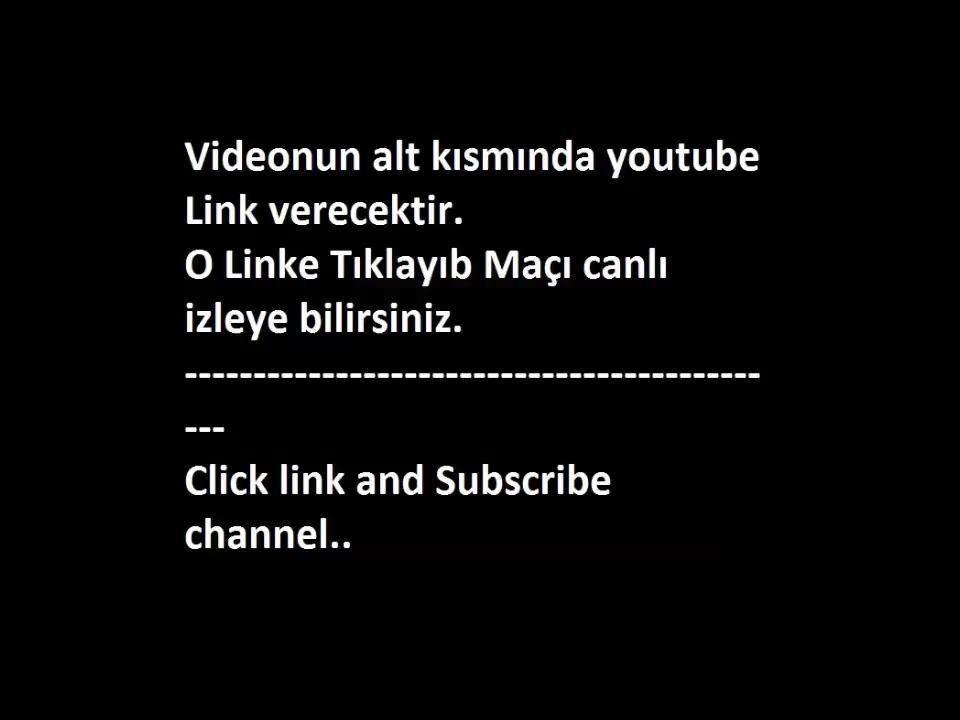 Videonun alt kısmında youtube
Link verecektir.
O Linke Tıklayıb Maçı canlı
izleye bilirsiniz.
------------------------------------------
---
Click link and Subscribe
channel..